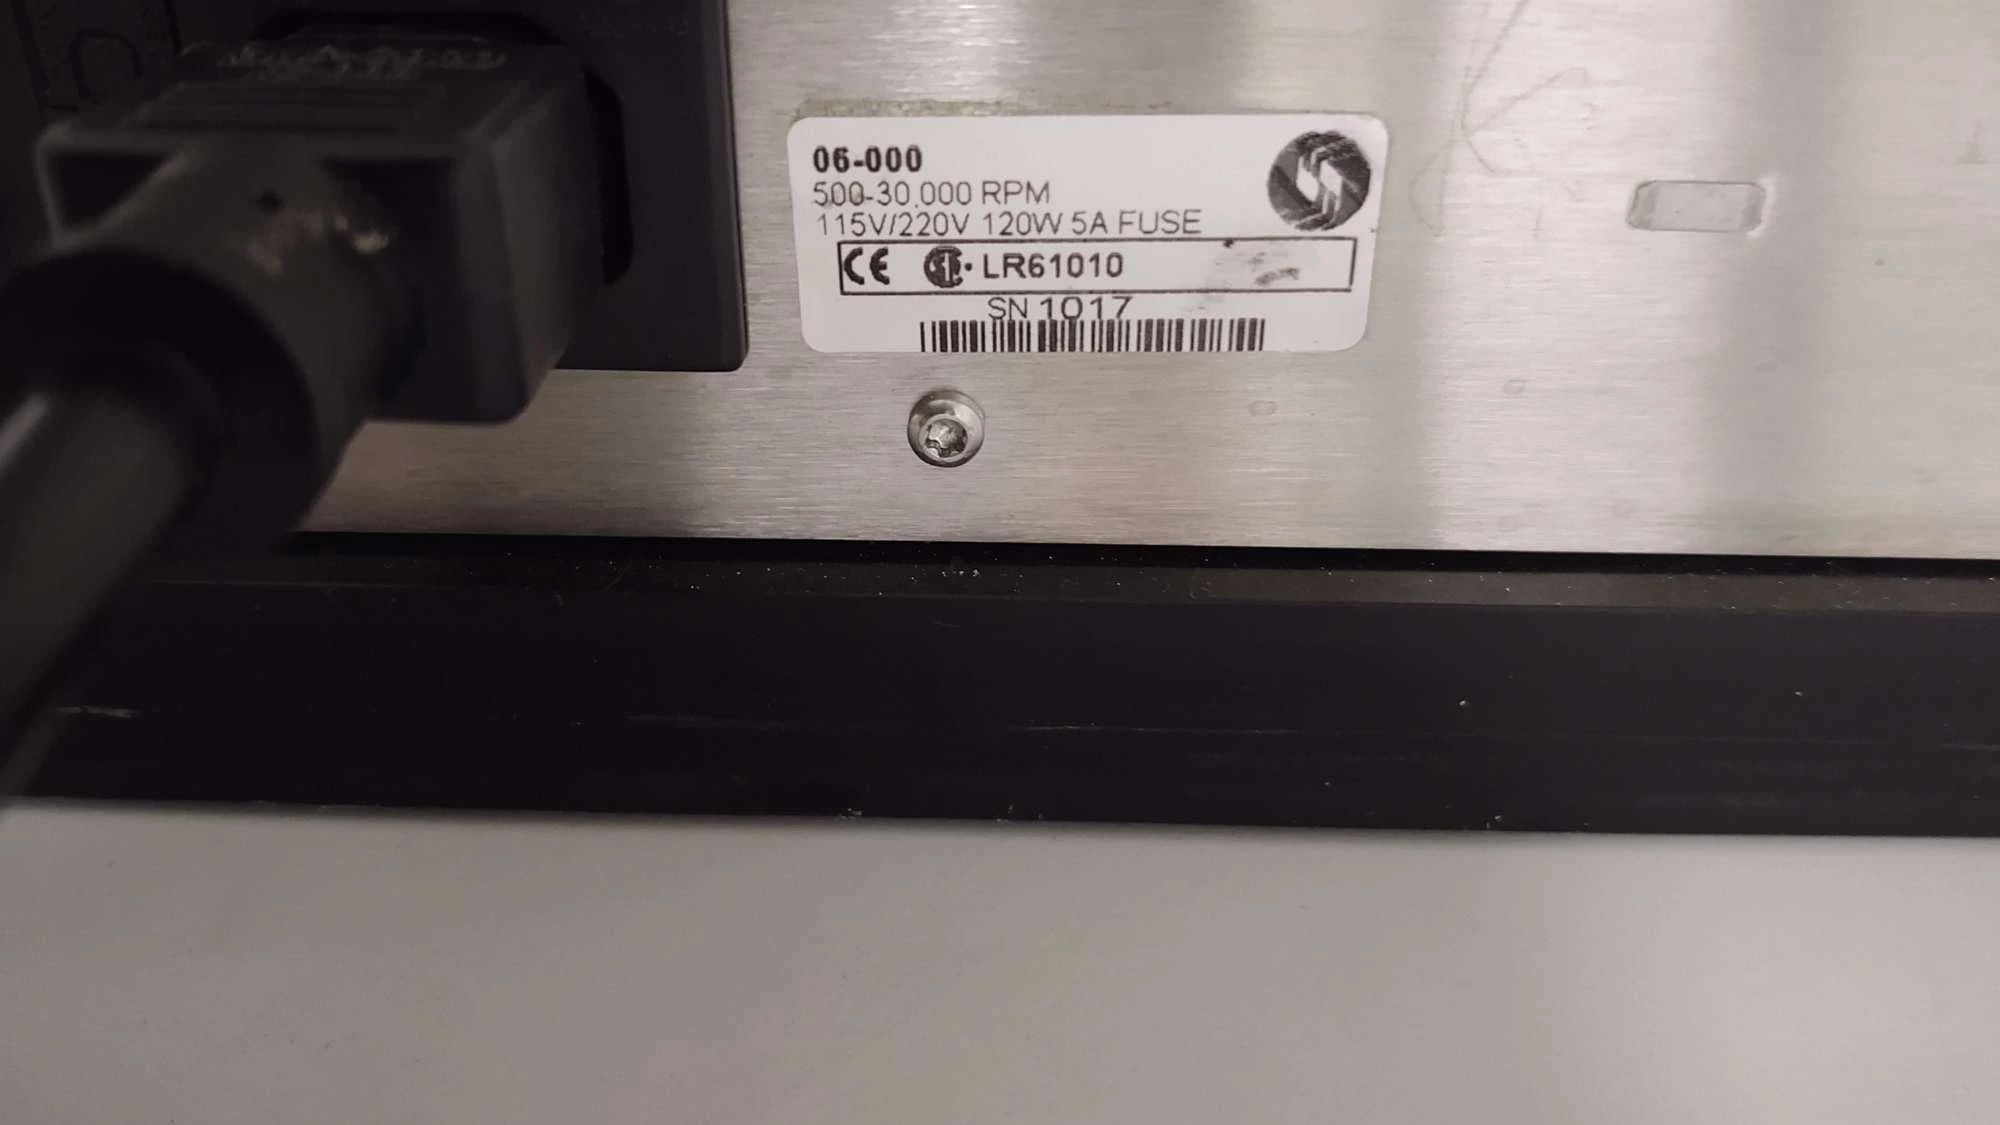 06-000
500-30,000 RPM
115V/220V 120W 5A FUSE
CE LR61010
SN 1017